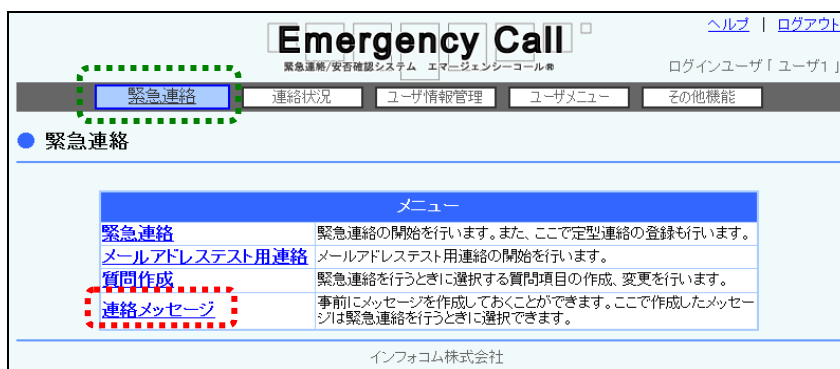 Emergency Call
緊急連絡/安否確認システム エマージェンシーコール®
ヘルプ | ログアウト
ログインユーザ「 ユーザ1 」
緊急連絡 連絡状況 ユーザ情報管理 ユーザメニュー その他機能
緊急連絡
メニュー
緊急連絡 緊急連絡の開始を行います。また、ここで定型連絡の登録も行います。
メールアドレステスト用連絡 メールアドレステスト用連絡の開始を行います。
質問作成 緊急連絡を行うときに選択する質問項目の作成、変更を行います。
連絡メッセージ 事前にメッセージを作成しておくことができます。ここで作成したメッセー
ジは緊急連絡を行うときに選択できます。
インフォコム株式会社